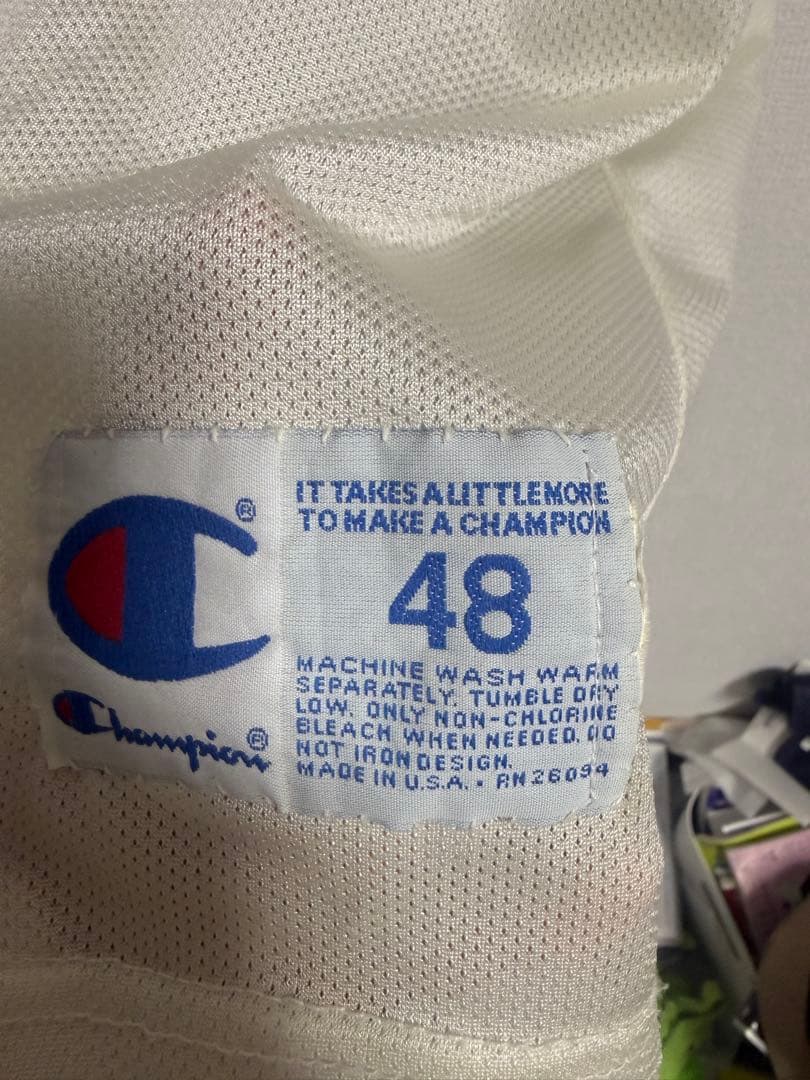 IT TAKES A LITTLE MORE
TO MAKE A CHAMPION
48
MACHINE WASH WARM
SEPARATELY. TUMBLE DRY
LOW. ONLY NON-CHLORINE
BLEACH WHEN NEEDED. DO
NOT IRON DESIGN.
MADE IN U.S.A. • RN 26094
®
Champion®